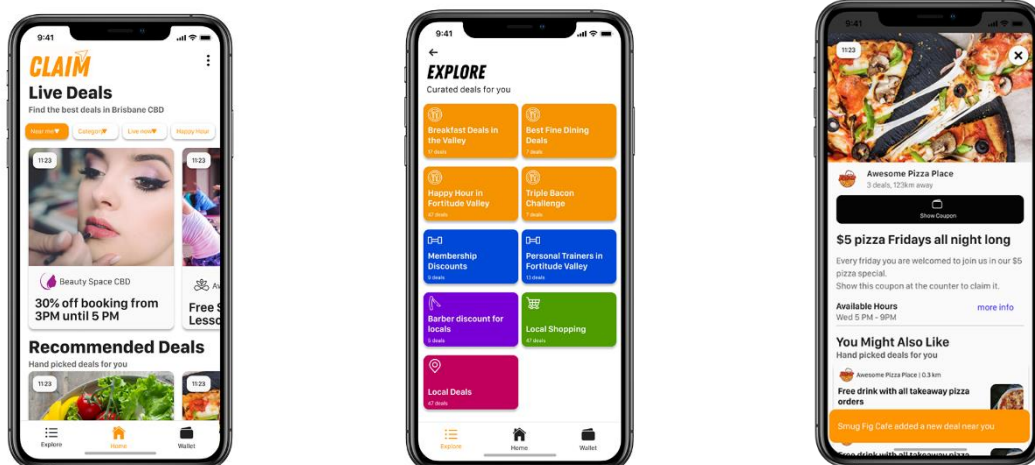 9:41
CLAIM
Live Deals
Find the best deals in Brisbane CBD
Near me▼ Category▼ Live now▼ Happy Hour
11:23
11:23
Beauty Space CBD
30% off booking from
3PM until 5 PM
Free
Recommended Deals
Hand picked deals for you
11:23
11:23
Explore Home Wallet
9:41
EXPLORE
Curated deals for you
Breakfast Deals in
the Valley
17 deals
Best Fine Dining
Deals
7 deals
Happy Hour in
Fortitude Valley
47 deals
Triple Bacon
Challenge
7 deals
Membership
Discounts
Personal Trainers in
Fortitude Valley
13 deals
Barber discount for
locals
5 deals
Local Shopping
47 deals
Local Deals
47 deals
Explore Home Wallet
9:41
11:23
Awesome Pizza Place
3 deals, 123km away
Show Coupon
$5 pizza Fridays all night long
Every friday you are welcomed to join us in our $5
pizza special.
Show this coupon at the counter to claim it.
Available Hours more info
Wed 5 PM - 9PM
You Might Also Like
Hand picked deals for you
Awesome Pizza Place | 0.3 km
Free drink with all takeaway pizza
orders
Smug Fig Cafe added a new deal near you
Free drink with all takeaway pizza